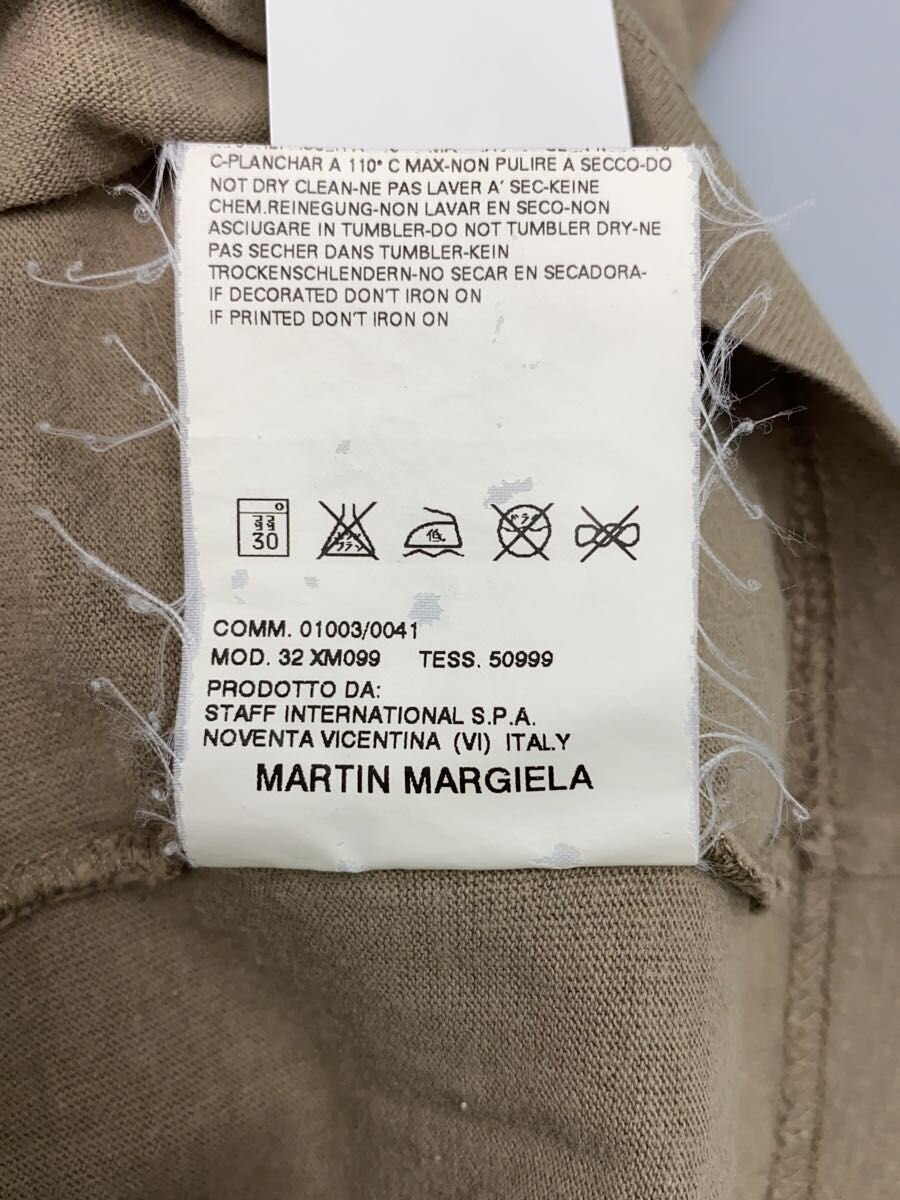 C-PLANCHAR A 110° C MAX-NON PULIRE A SECCO-DO
NOT DRY CLEAN-NE PAS LAVER A' SEC-KEINE
CHEM.REINEGUNG-NON LAVAR EN SECO-NON
ASCIUGARE IN TUMBLER-DO NOT TUMBLER DRY-NE
PAS SECHER DANS TUMBLER-KEIN
TROCKENSCHLENDERN-NO SECAR EN SECADORA-
IF DECORATED DON'T IRON ON
IF PRINTED DON'T IRON ON
30
低
COMM. 01003/0041
MOD. 32 XM099 TESS. 50999
PRODOTTO DA:
STAFF INTERNATIONAL S.P.A.
NOVENTA VICENTINA (VI) ITALY
MARTIN MARGIELA